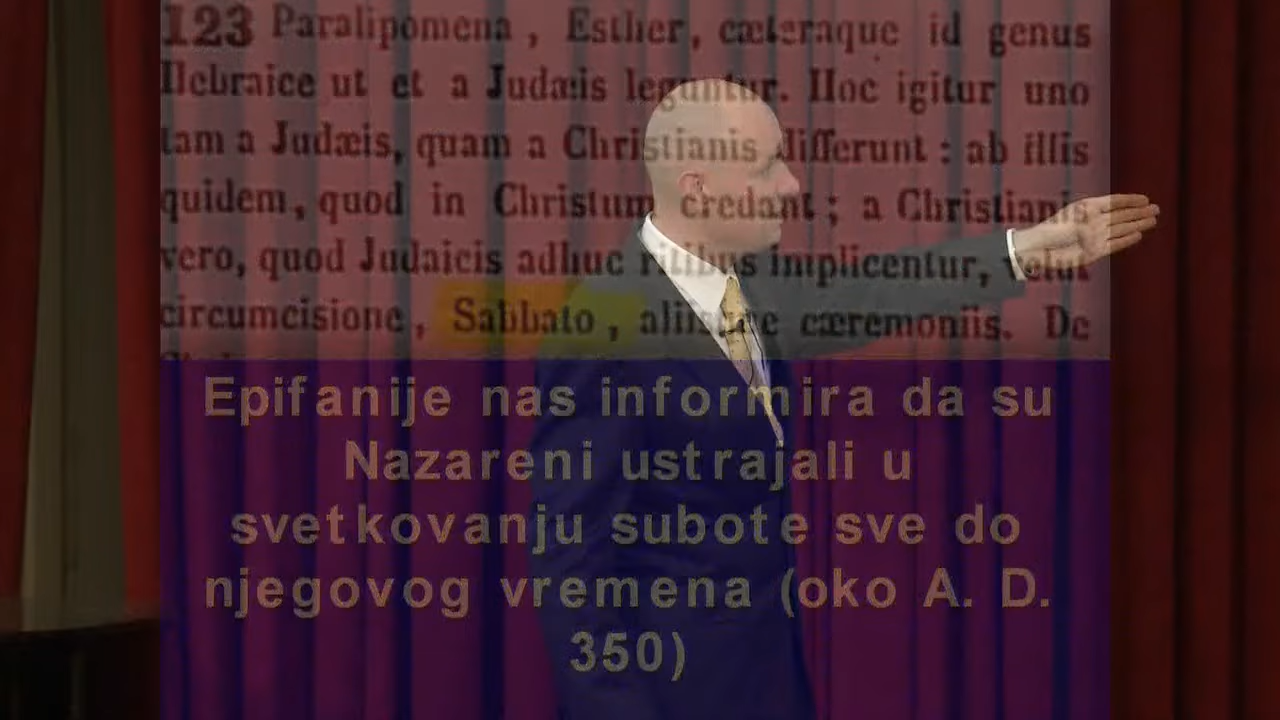 123 Paralipomena, Esther, cæteraque id genus
Hebraice ut et a Judæis leguntur. Hoc igitur uno
tam a Judæis, quam a Christianis differunt : ab illis
quidem, quod in Christum credant; a Christianis
vero, quod Judaicis adhuc ritibus implicentur, velut
circumcisione, Sabbato, aliisque cæremoniis. De
Epifanije nas informira da su
Nazareni ustrajali u
svetkovanju subote sve do
njegovog vremena (oko A. D.
350)